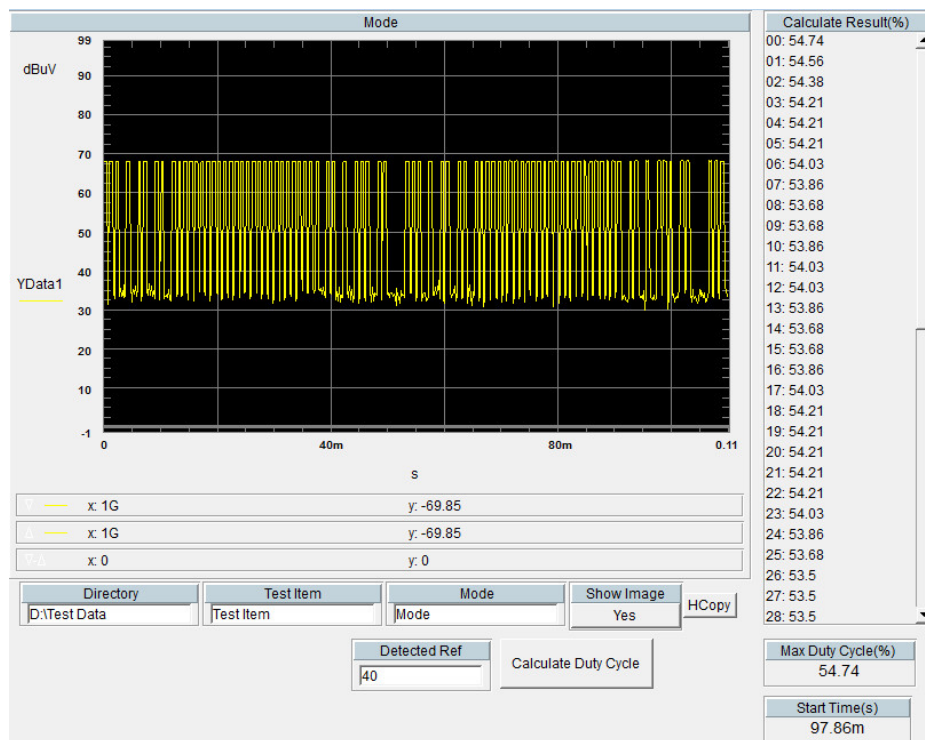 Mode
dBuV
99
90
80
70
60
50
40
30
20
10
-1
YData1
0
40m
80m
0.11
s
x: 1G y: -69.85
x: 1G y: -69.85
x: 0 y: 0
Calculate Result(%)
00: 54.74
01: 54.56
02: 54.38
03: 54.21
04: 54.21
05: 54.21
06: 54.03
07: 53.86
08: 53.68
09: 53.68
10: 53.86
11: 54.03
12: 54.03
13: 53.86
14: 53.68
15: 53.68
16: 53.86
17: 54.03
18: 54.21
19: 54.21
20: 54.21
21: 54.21
22: 54.21
23: 54.03
24: 53.86
25: 53.68
26: 53.5
27: 53.5
28: 53.5
Directory
D:\Test Data
Test Item
Test Item
Mode
Mode
Show Image
Yes
HCopy
Detected Ref
40
Calculate Duty Cycle
Max Duty Cycle(%)
54.74
Start Time(s)
97.86m